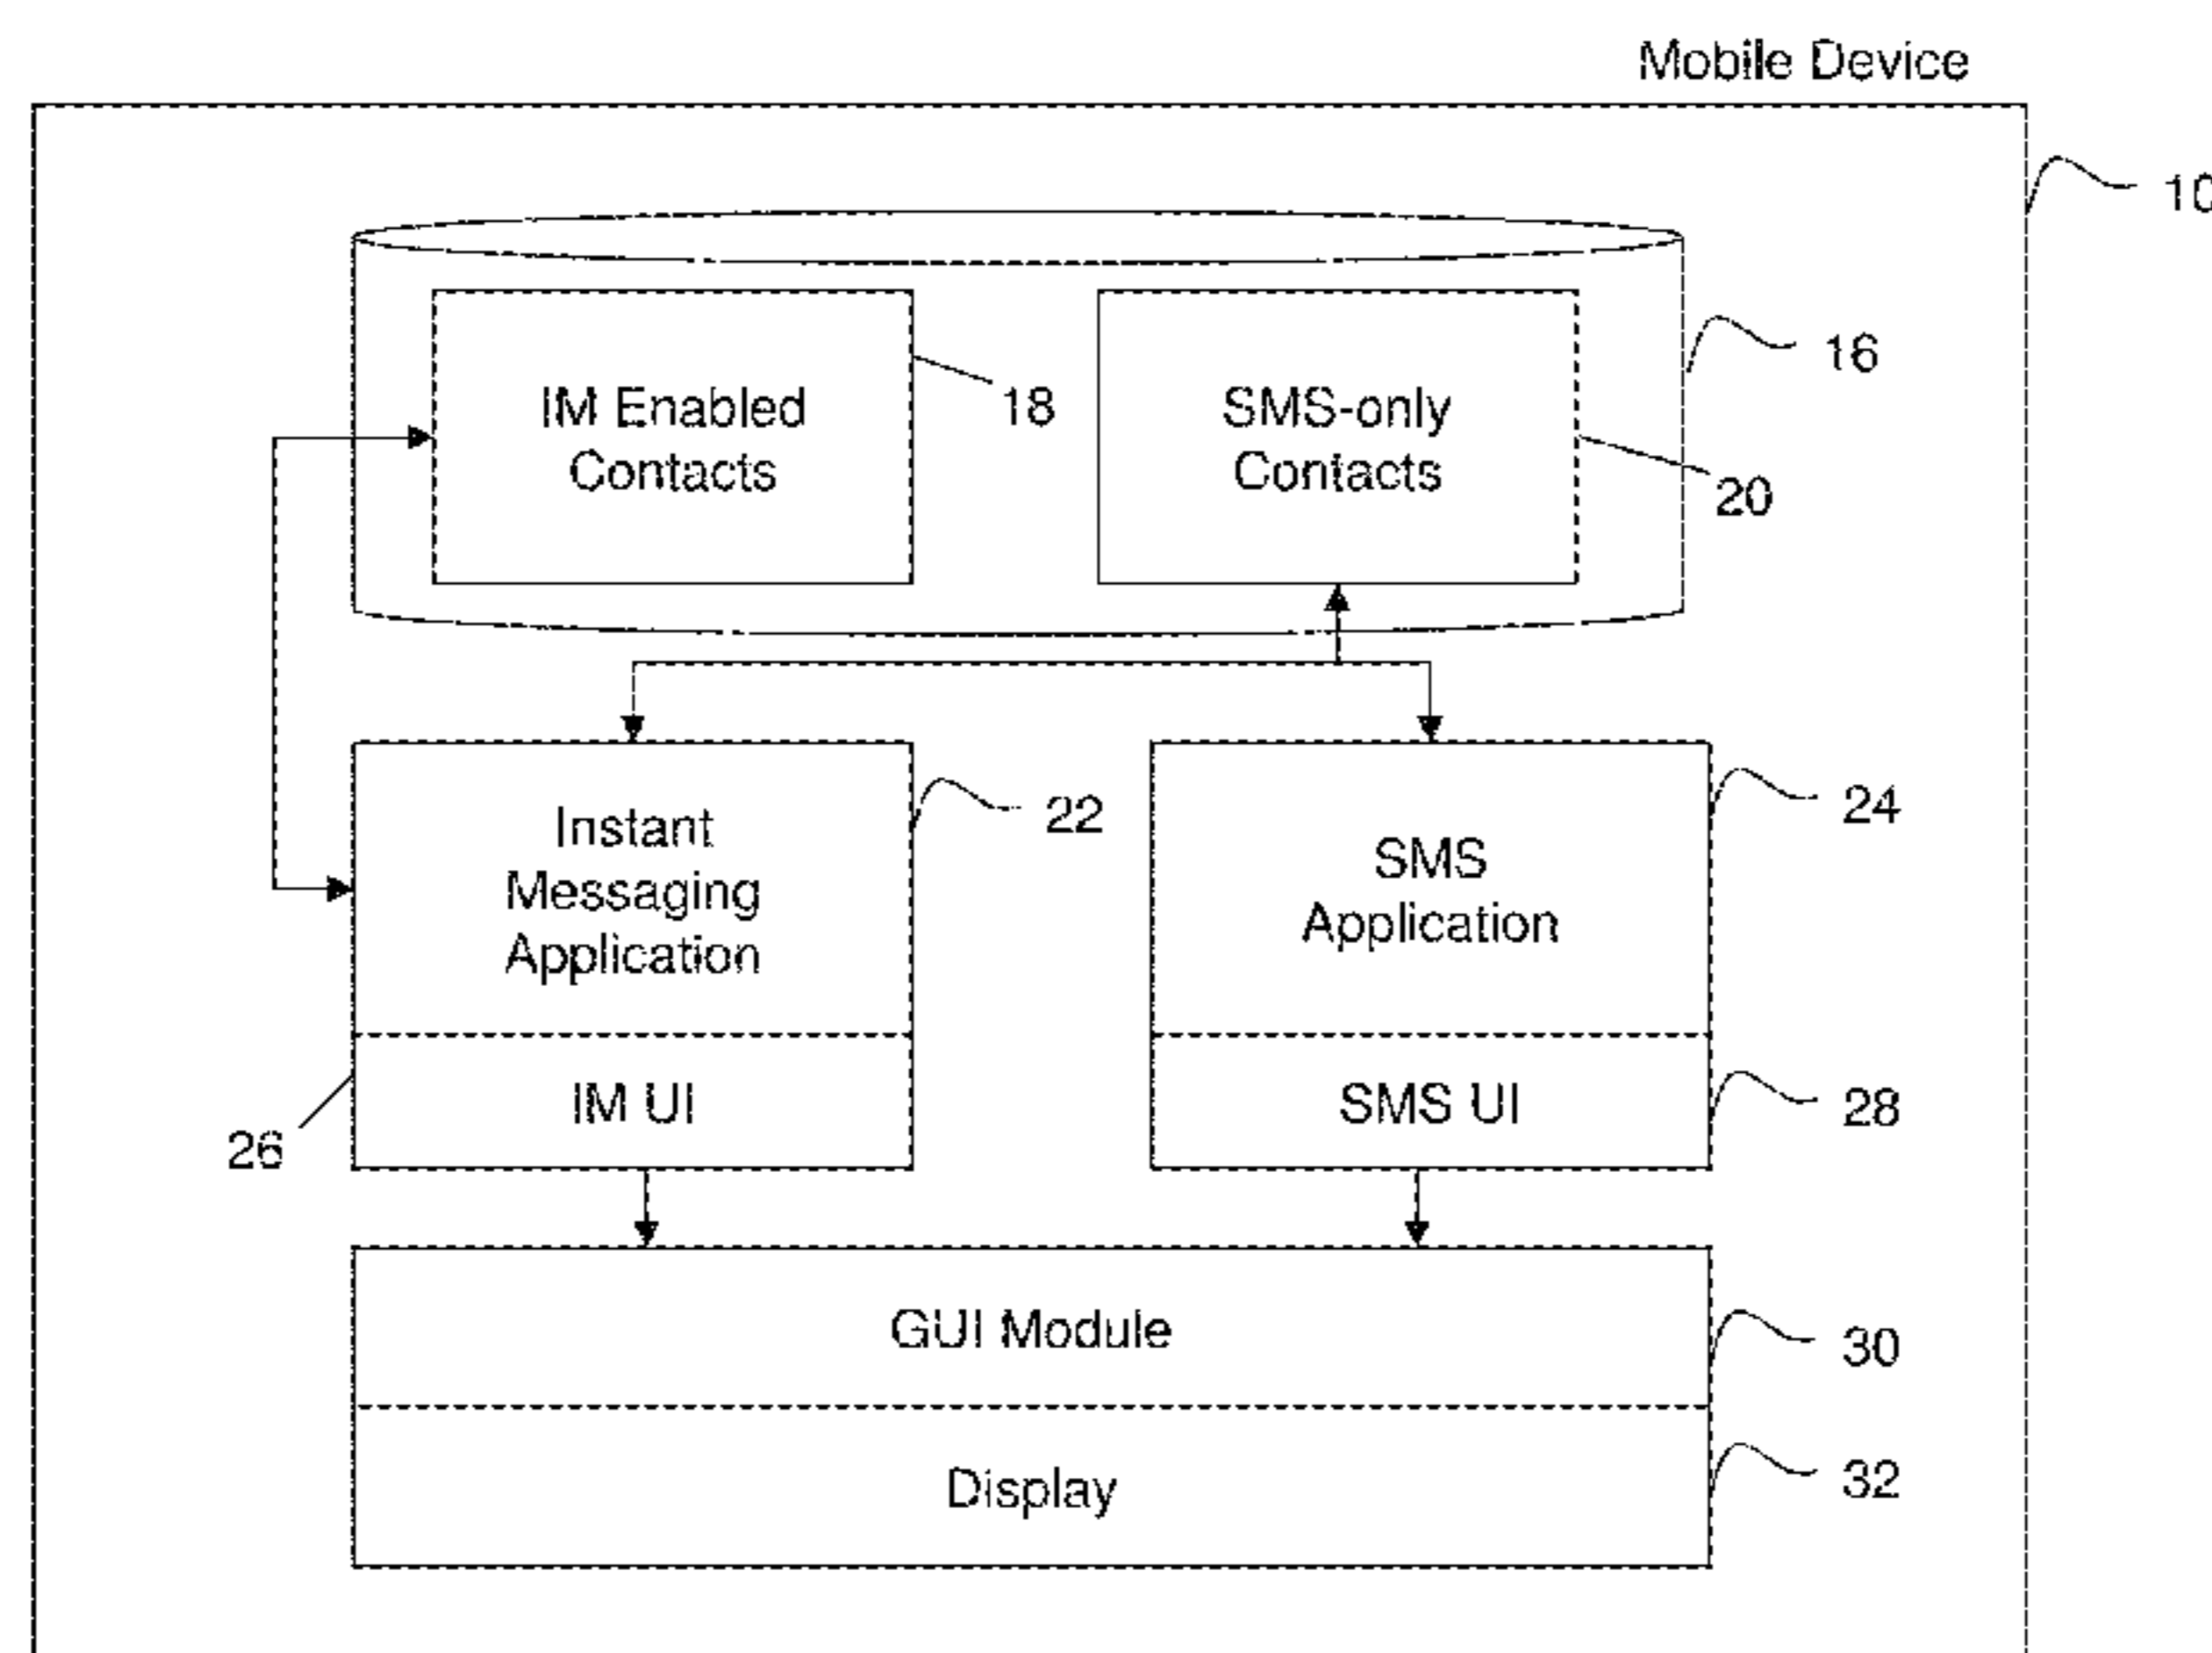 Mobile Device
10
16
IM Enabled
Contacts
18
SMS-only
Contacts
20
Instant
Messaging
Application
22
SMS
Application
24
IM UI
26
SMS UI
28
GUI Module
30
Display
32